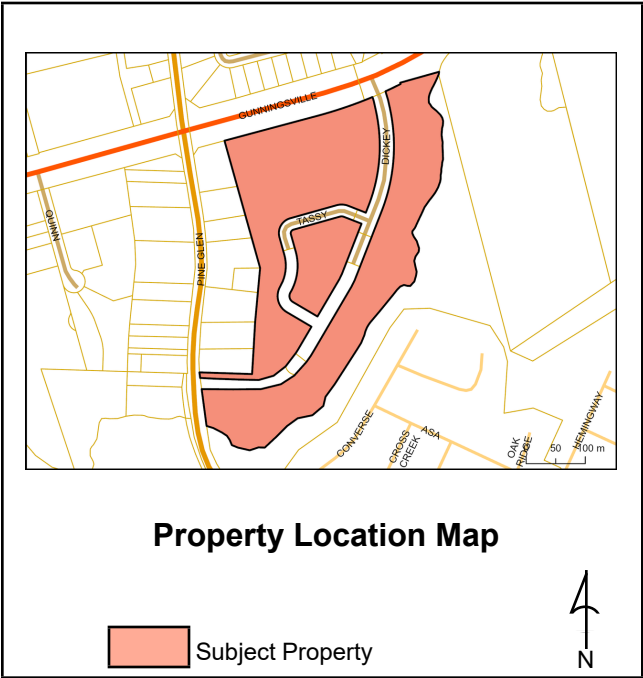 GUNNINGSVILLE
DICKEY
TASSY
QUINN
PINE GLEN
CONVERSE
CROSS
CREEK
ASA
OAK
RIDGE
HEMINGWAY
50 100 m
Property Location Map
Subject Property
N